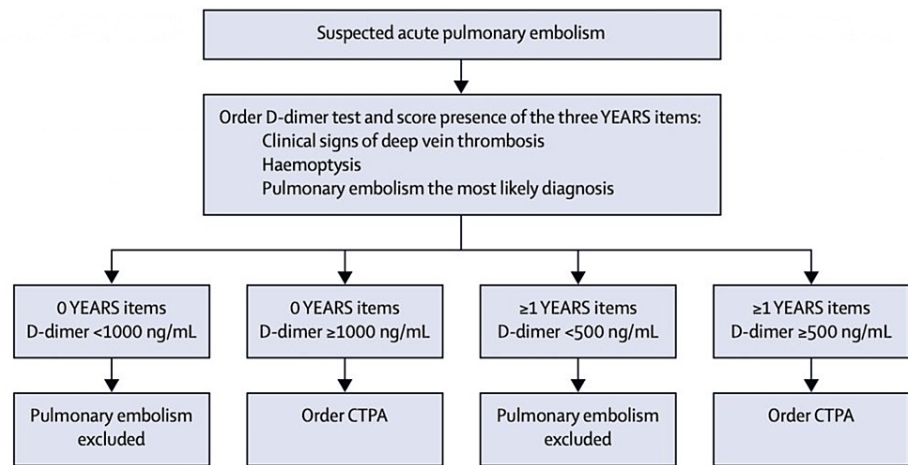 Suspected acute pulmonary embolism
Order D-dimer test and score presence of the three YEARS items:
Clinical signs of deep vein thrombosis
Haemoptysis
Pulmonary embolism the most likely diagnosis
0 YEARS items
D-dimer <1000 ng/mL
0 YEARS items
D-dimer ≥1000 ng/mL
≥1 YEARS items
D-dimer <500 ng/mL
≥1 YEARS items
D-dimer ≥500 ng/mL
Pulmonary embolism
excluded
Order CTPA
Pulmonary embolism
excluded
Order CTPA